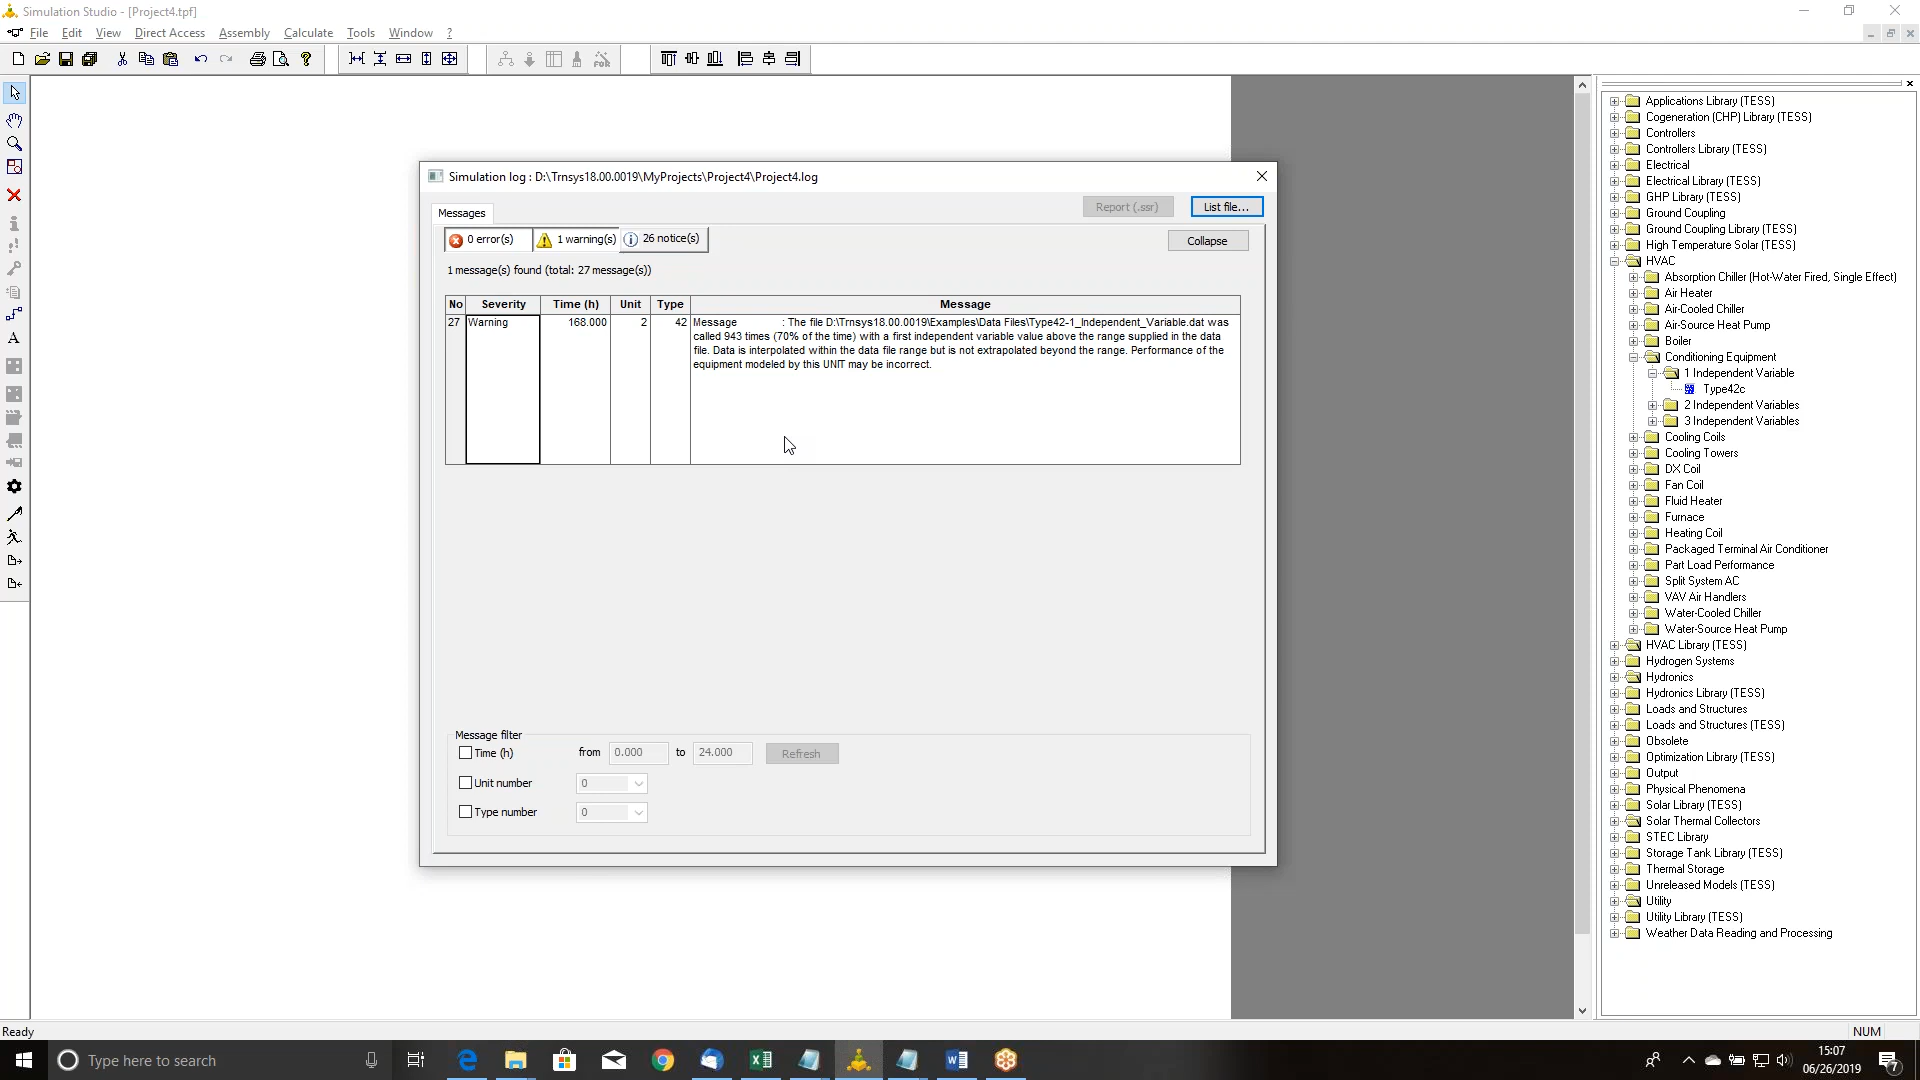 Simulation Studio - [Project4.tpf]
File Edit View Direct Access Assembly Calculate Tools Window ?
Simulation log : D:\Trnsys18.00.0019\MyProjects\Project4\Project4.log
Messages
Report (.ssr)
List file...
0 error(s)
1 warning(s)
26 notice(s)
Collapse
1 message(s) found (total: 27 message(s))
No Severity Time (h) Unit Type Message
27 Warning 168.000 2 42 Message : The file D:\Trnsys18.00.0019\Examples\Data Files\Type42-1_Independent_Variable.dat was
called 943 times (70% of the time) with a first independent variable value above the range supplied in the data
file. Data is interpolated within the data file range but is not extrapolated beyond the range. Performance of the
equipment modeled by this UNIT may be incorrect.
Message filter
Time (h) from 0.000 to 24.000 Refresh
Unit number 0
Type number 0
Applications Library (TESS)
Cogeneration (CHP) Library (TESS)
Controllers
Controllers Library (TESS)
Electrical
Electrical Library (TESS)
GHP Library (TESS)
Ground Coupling
Ground Coupling Library (TESS)
High Temperature Solar (TESS)
HVAC
Absorption Chiller (Hot-Water Fired, Single Effect)
Air Heater
Air-Cooled Chiller
Air-Source Heat Pump
Boiler
Conditioning Equipment
1 Independent Variable
Type42c
2 Independent Variables
3 Independent Variables
Cooling Coils
Cooling Towers
DX Coil
Fan Coil
Fluid Heater
Furnace
Heating Coil
Packaged Terminal Air Conditioner
Part Load Performance
Split System AC
VAV Air Handlers
Water-Cooled Chiller
Water-Source Heat Pump
HVAC Library (TESS)
Hydrogen Systems
Hydronics
Hydronics Library (TESS)
Loads and Structures
Loads and Structures (TESS)
Obsolete
Optimization Library (TESS)
Output
Physical Phenomena
Solar Library (TESS)
Solar Thermal Collectors
STEC Library
Storage Tank Library (TESS)
Thermal Storage
Unreleased Models (TESS)
Utility
Utility Library (TESS)
Weather Data Reading and Processing
FOR
A
Ready
NUM
Type here to search
15:07
06/26/2019
7